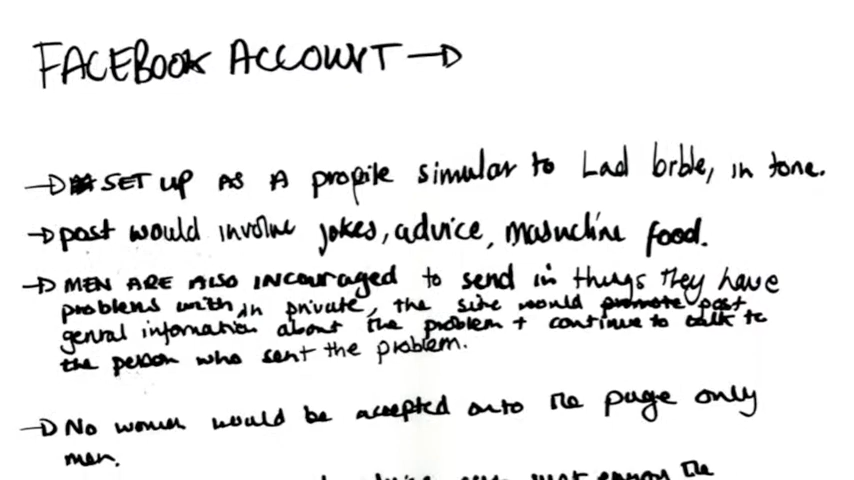 FACEBOOK ACCOUNT →
→ SET UP AS A profile simular to Lad bible, in tone.
→ post would involve jokes, advice, masucline food.
→ MEN ARE Also INCOURAGED to send in things they have
problems with, in private, the site would promote post
genral information about the problem + continue to talk to
the person who sent the problem.
→ No women would be accepted onto the page only
men.
the